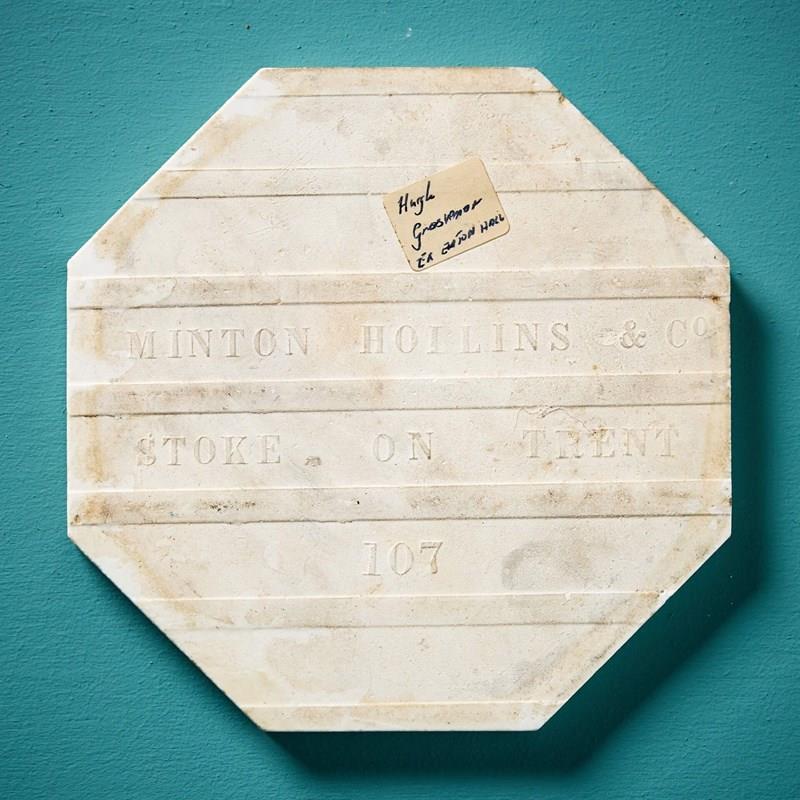 Hugh
Grosvenor
EX EATON HALL
MINTON HOLLINS & Co
STOKE ON TRENT
107